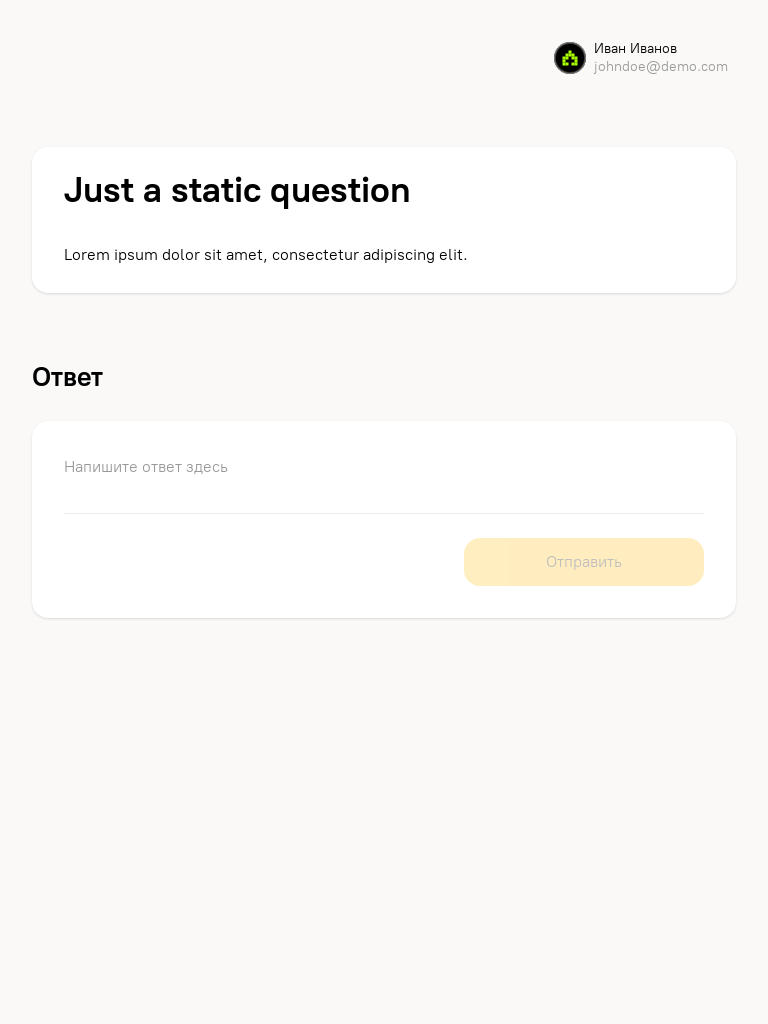 Иван Иванов
johndoe@demo.com
Just a static question
Lorem ipsum dolor sit amet, consectetur adipiscing elit.
Ответ
Напишите ответ здесь
Отправить